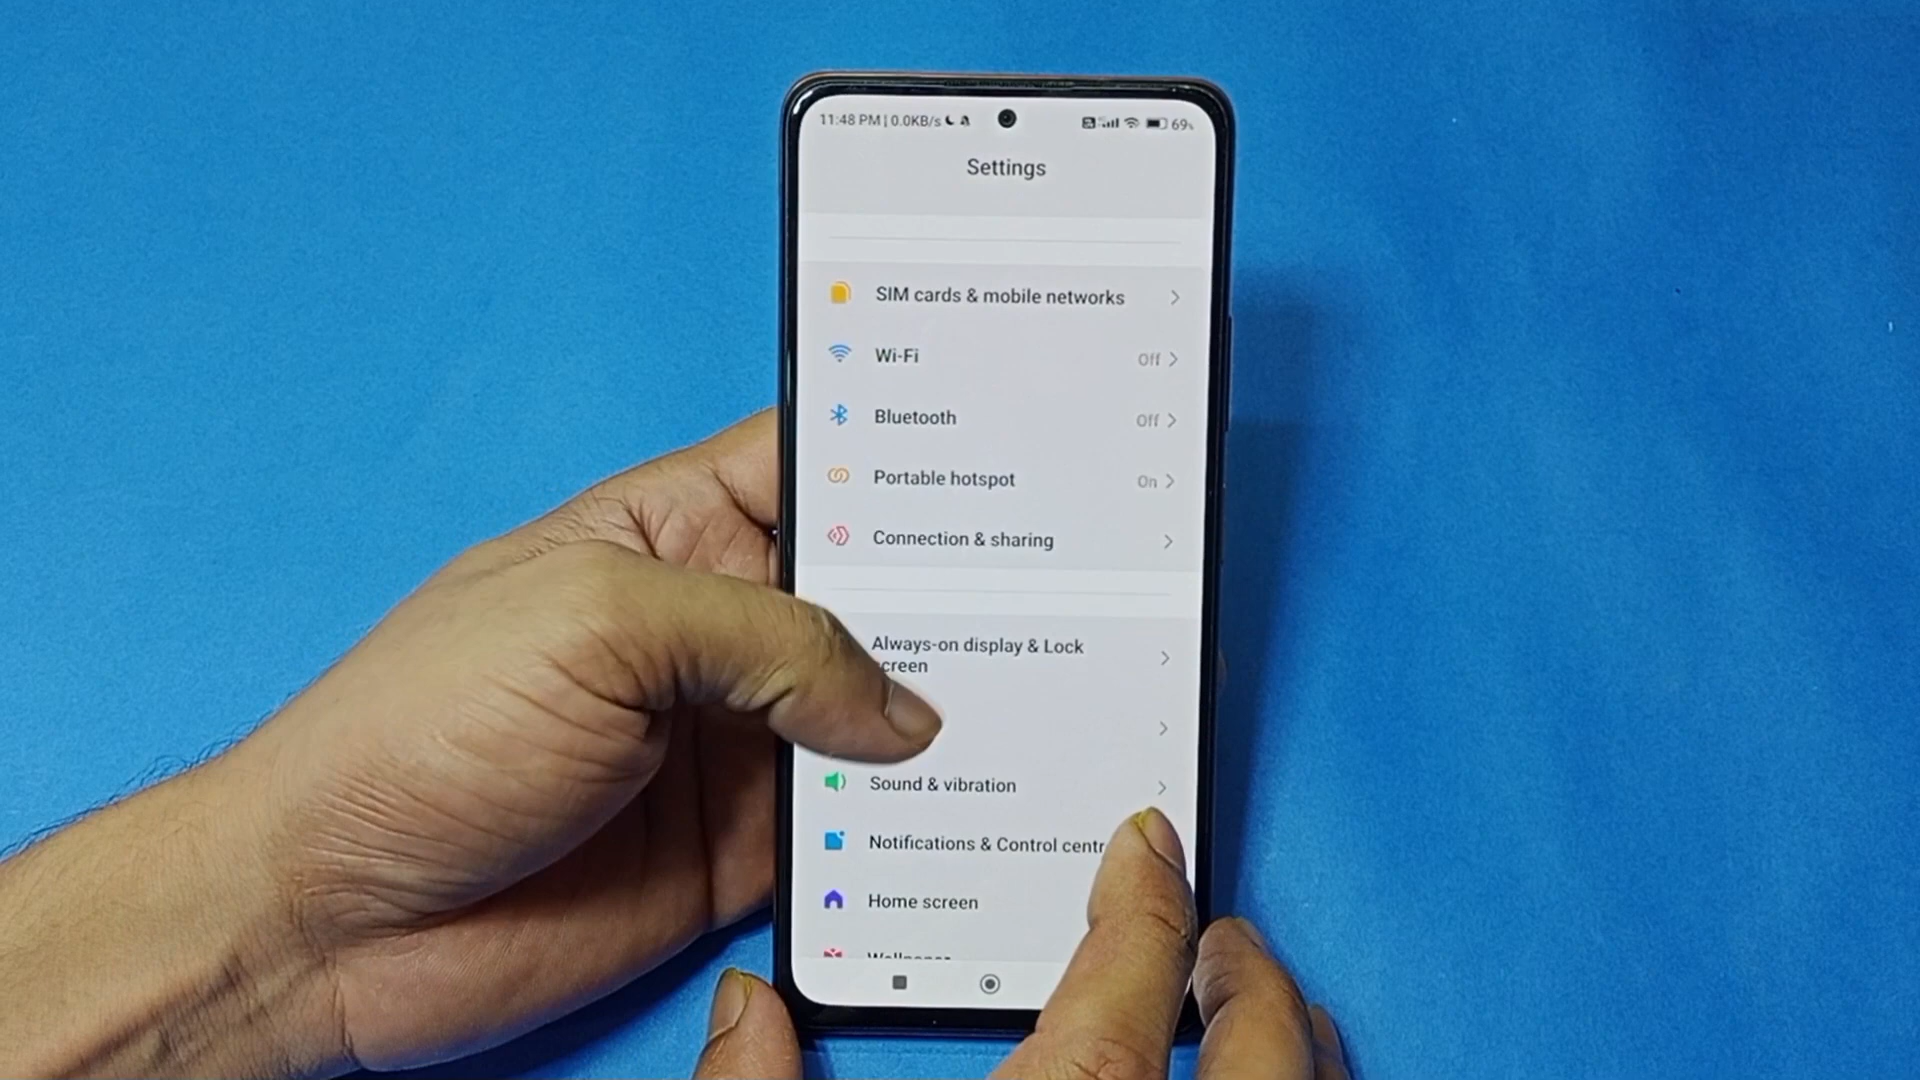 11:48 PM | 0.0KB/s 69%
Settings
SIM cards & mobile networks
Wi-Fi Off
Bluetooth Off
Portable hotspot On
Connection & sharing
Always-on display & Lock
creen
Sound & vibration
Notifications & Control centr
Home screen
Wallpaper